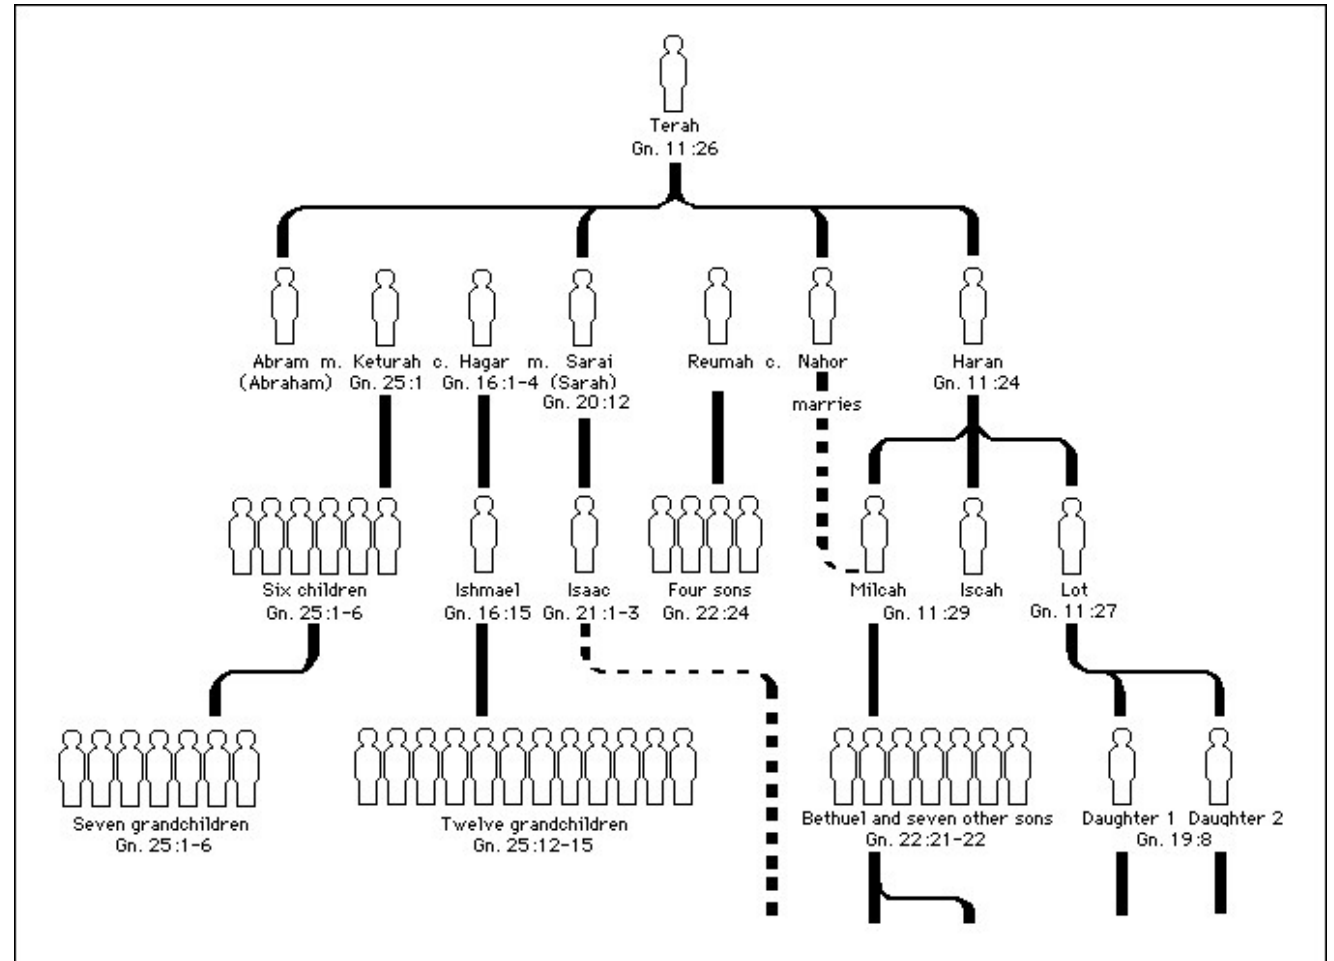 Terah
Gn. 11:26
Abram m. Keturah c. Hagar m. Sarai Reumah c. Nahor Haran
(Abraham) Gn. 25:1 Gn. 16:1-4 (Sarah) Gn. 11:24
Gn. 20:12
marries
Six children Ishmael Isaac Four sons Milcah Iscah Lot
Gn. 25:1-6 Gn. 16:15 Gn. 21:1-3 Gn. 22:24 Gn. 11:29 Gn. 11:27
Seven grandchildren Twelve grandchildren Bethuel and seven other sons Daughter 1 Daughter 2
Gn. 25:1-6 Gn. 25:12-15 Gn. 22:21-22 Gn. 19:8